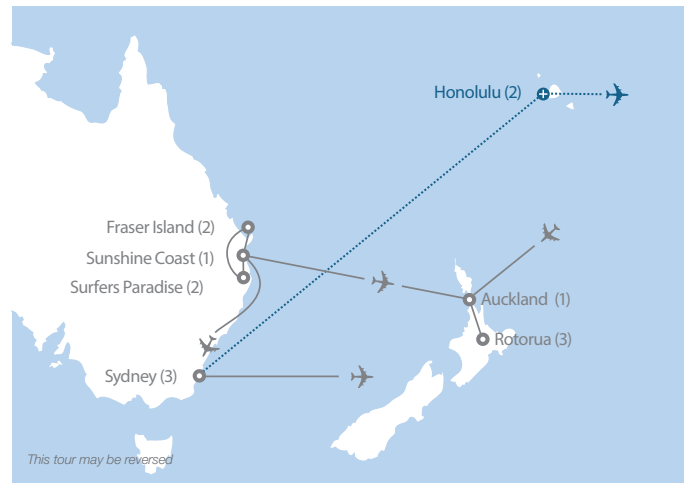 Honolulu (2)
Fraser Island (2)
Sunshine Coast (1)
Surfers Paradise (2)
Auckland (1)
Rotorua (3)
Sydney (3)
This tour may be reversed